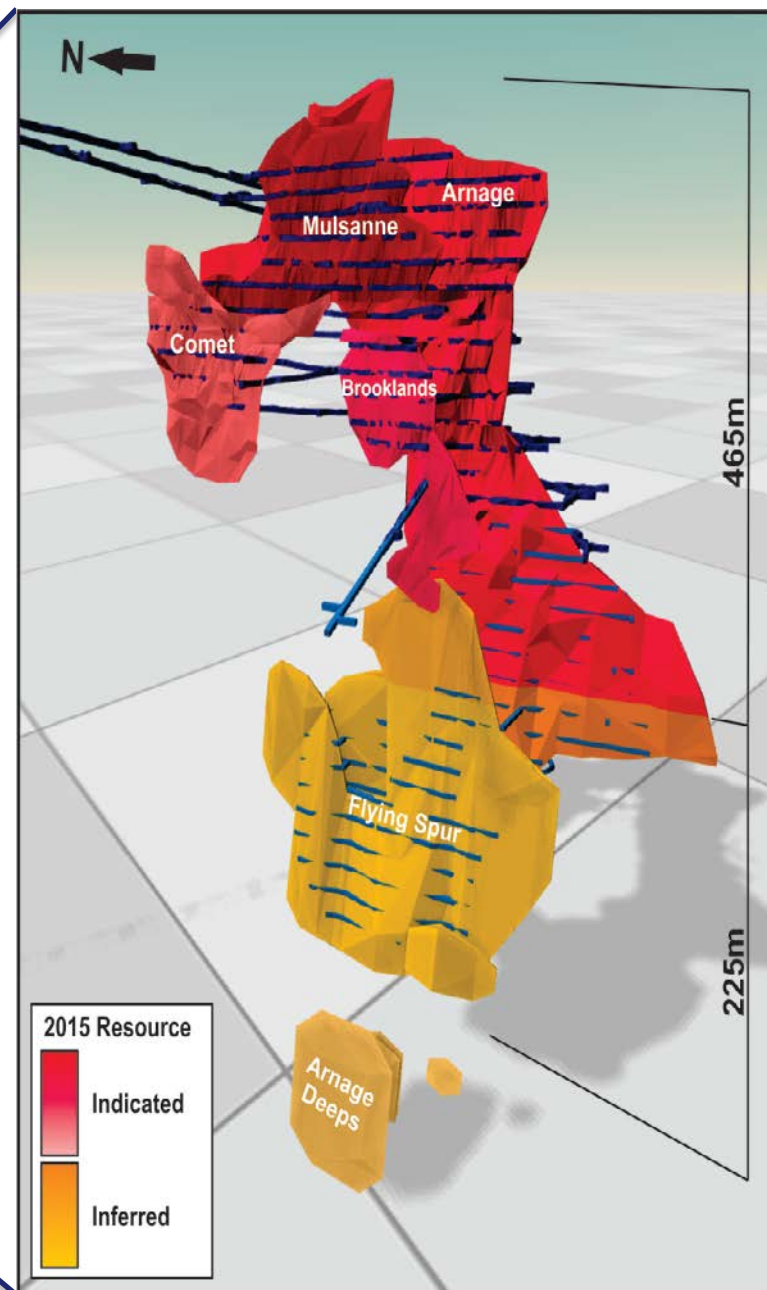 N
Arnage
Mulsanne
Comet
Brooklands
465m
Flying Spur
225m
2015 Resource
Indicated
Inferred
Arnage
Deeps